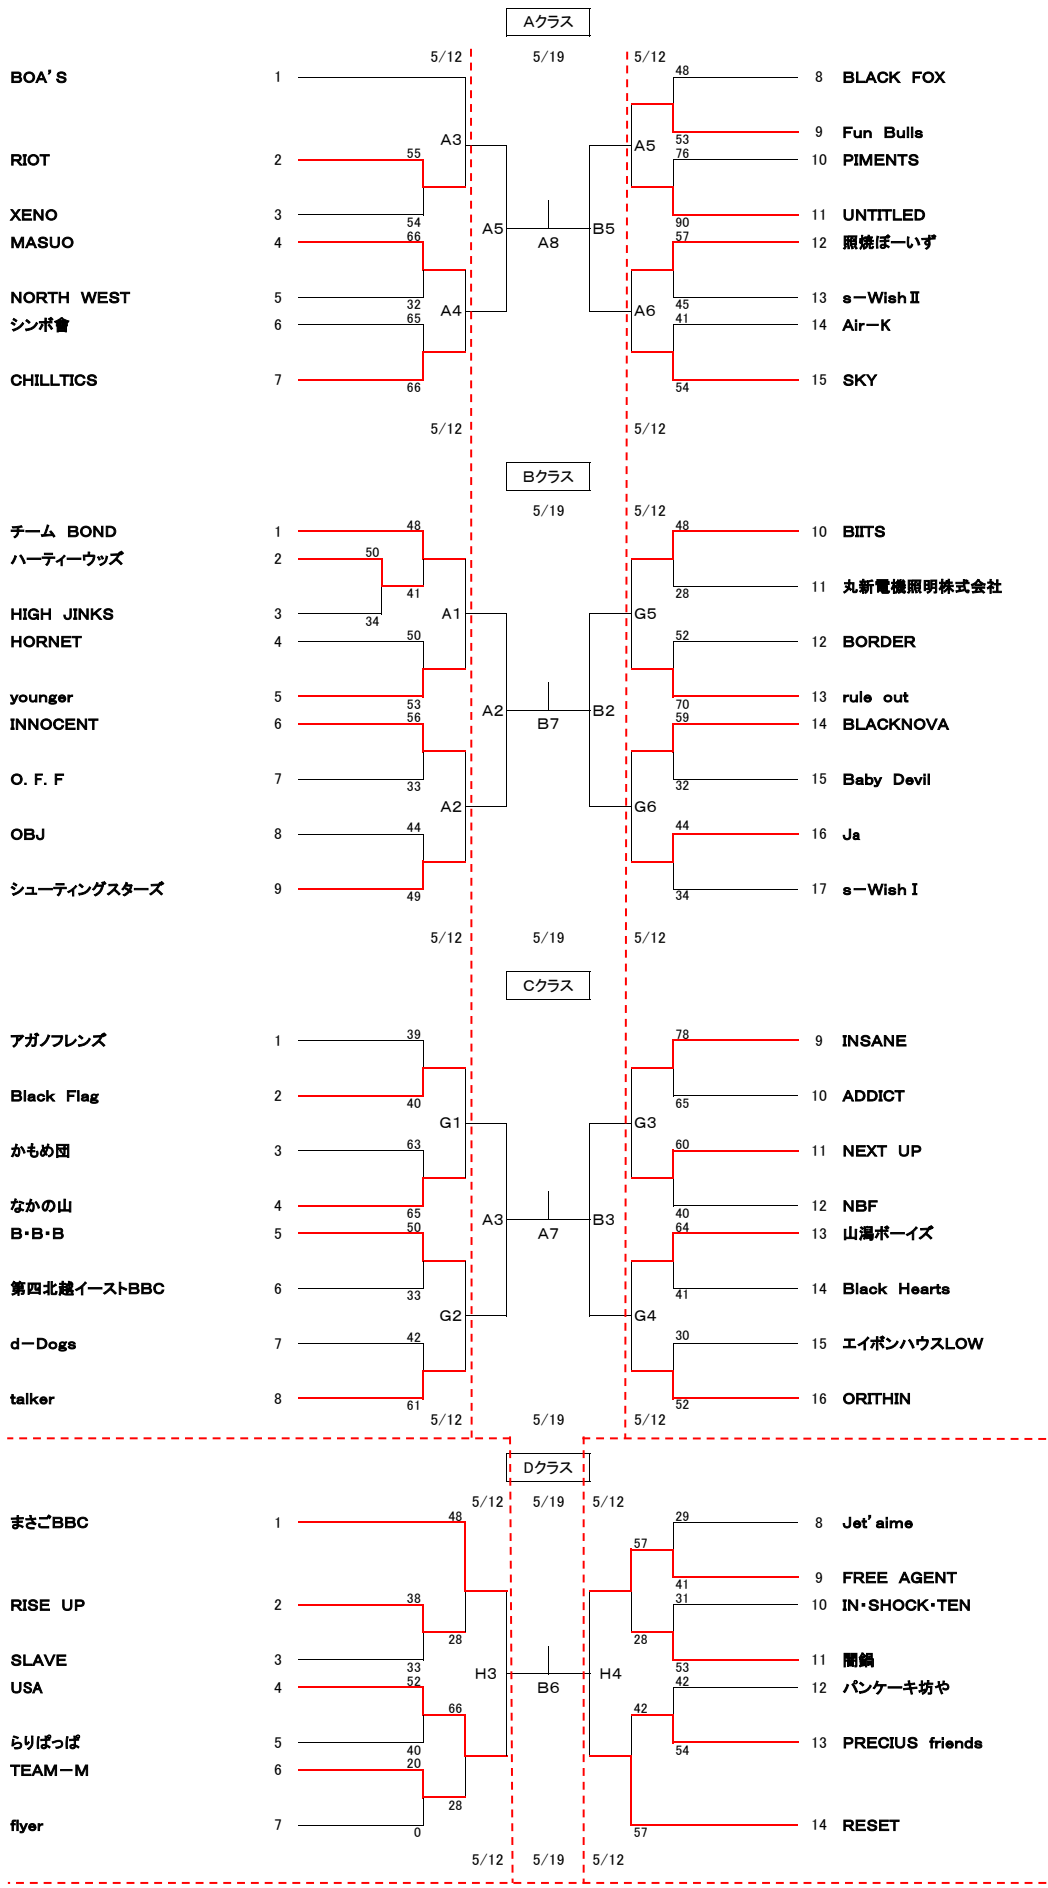 Aクラス
5/12 5/19 5/12
BOA'S 1 48 8 BLACK FOX
9 Fun Bulls
A3 53 A5
RIOT 2 55 76 10 PIMENTS
XENO 3 54 90 11 UNTITLED
A5 A8 B5
MASUO 4 66 57 12 照焼ぼーいず
NORTH WEST 5 32 45 13 s-WishⅡ
A4 A6
シンボ會 6 65 41 14 Air-K
CHILLTICS 7 66 54 15 SKY
5/12 5/12
Bクラス
5/19 5/12
チーム BOND 1 48 48 10 BIITS
ハーティーウッズ 2 50
41 28 11 丸新電機照明株式会社
HIGH JINKS 3 34 A1 G5
HORNET 4 50 52 12 BORDER
younger 5 53 70 13 rule out
A2 B7 B2
INNOCENT 6 56 59 14 BLACKNOVA
O.F.F 7 33 32 15 Baby Devil
A2 G6
OBJ 8 44 44 16 Ja
シューティングスターズ 9 49 34 17 s-WishⅠ
5/12 5/19 5/12
Cクラス
アガノフレンズ 1 39 78 9 INSANE
Black Flag 2 40 65 10 ADDICT
G1 G3
かもめ団 3 63 60 11 NEXT UP
なかの山 4 65 40 12 NBF
A3 A7 B3
B・B・B 5 50 64 13 山潟ボーイズ
第四北越イーストBBC 6 33 41 14 Black Hearts
G2 G4
d-Dogs 7 42 30 15 エイボンハウスLOW
talker 8 61 52 16 ORITHIN
5/12 5/19 5/12
Dクラス
5/12 5/19 5/12
まさごBBC 1 48 29 8 Jet'aime
57
41 9 FREE AGENT
RISE UP 2 38 31 10 IN・SHOCK・TEN
28 28
SLAVE 3 33 53 11 闇鍋
H3 B6 H4
USA 4 52 42 12 パンケーキ坊や
66 42
らりぱっぱ 5 40 54 13 PRECIUS friends
TEAM-M 6 20
28
flyer 7 0 57 14 RESET
5/12 5/19 5/12